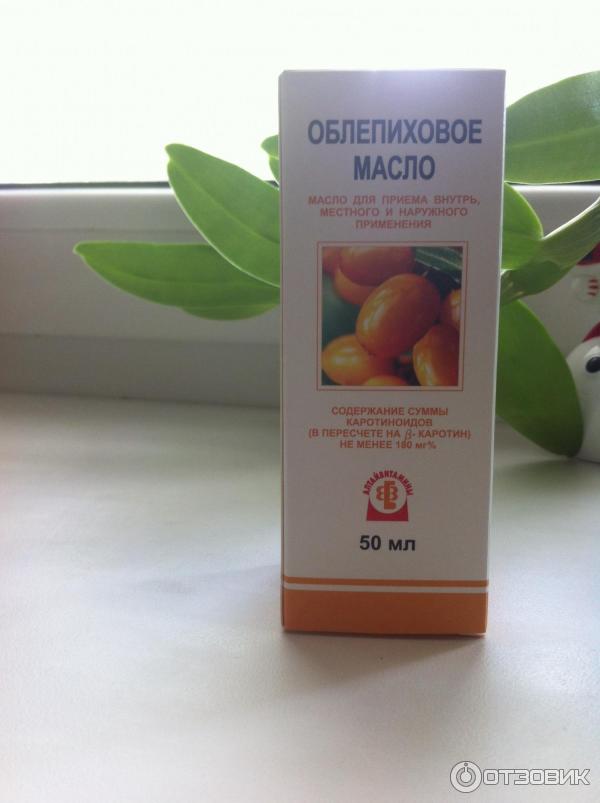 ОБЛЕПИХОВОЕ
МАСЛО
МАСЛО ДЛЯ ПРИЕМА ВНУТРЬ,
МЕСТНОГО И НАРУЖНОГО
ПРИМЕНЕНИЯ
СОДЕРЖАНИЕ СУММЫ
КАРОТИНОИДОВ
(В ПЕРЕСЧЕТЕ НА β- КАРОТИН)
НЕ МЕНЕЕ 180 мг%
АЛТАЙВИТАМИНЫ
50 мл
ОТЗОВИК